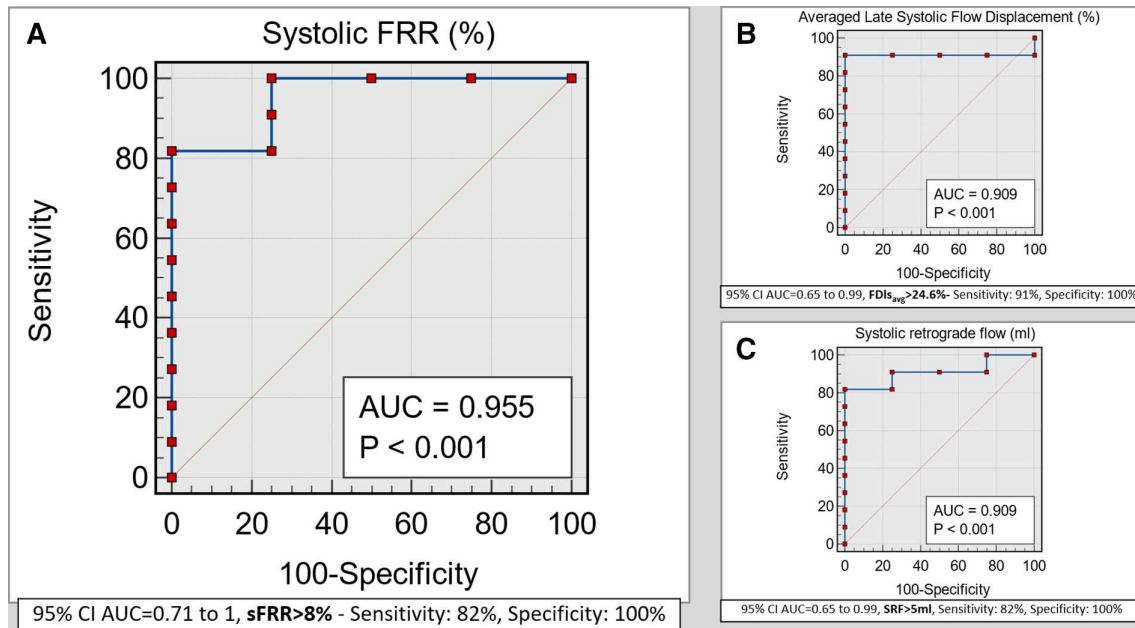 A
Systolic FRR (%)
Sensitivity
100
80
60
40
20
0
AUC = 0.955
P < 0.001
0 20 40 60 80 100
100-Specificity
95% CI AUC=0.71 to 1, sFRR>8% - Sensitivity: 82%, Specificity: 100%
B
Averaged Late Systolic Flow Displacement (%)
Sensitivity
100
80
60
40
20
0
AUC = 0.909
P < 0.001
0 20 40 60 80 100
100-Specificity
95% CI AUC=0.65 to 0.99, FDlsavg>24.6%- Sensitivity: 91%, Specificity: 100%
C
Systolic retrograde flow (ml)
Sensitivity
100
80
60
40
20
0
AUC = 0.909
P < 0.001
0 20 40 60 80 100
100-Specificity
95% CI AUC=0.65 to 0.99, SRF>5ml, Sensitivity: 82%, Specificity: 100%